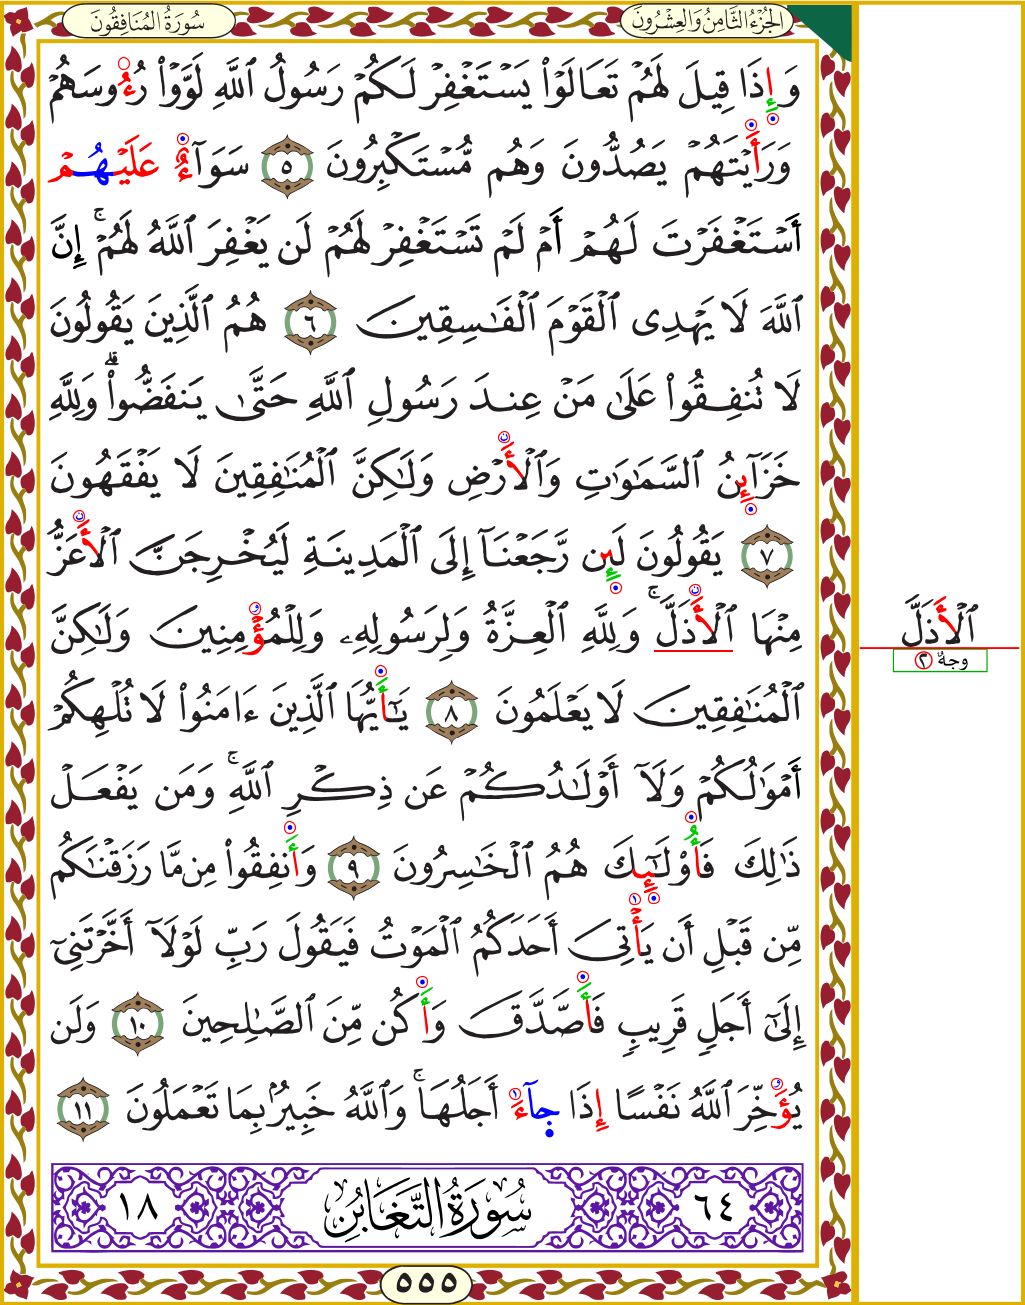 الجُزْءُ الثَّامِنُ وَالعِشْرُونَ
سُورَةُ المُنَافِقُونَ
وَإِذَا قِيلَ لَهُمۡ تَعَالَوۡاْ يَسۡتَغۡفِرۡ لَكُمۡ رَسُولُ ٱللَّهِ لَوَّوۡاْ رُءُوسَهُمۡ
وَرَأَيۡتَهُمۡ يَصُدُّونَ وَهُم مُّسۡتَكۡبِرُونَ ٥ سَوَآءٌ عَلَيۡهُمۡ
أَسۡتَغۡفَرۡتَ لَهُمۡ أَمۡ لَمۡ تَسۡتَغۡفِرۡ لَهُمۡ لَن يَغۡفِرَ ٱللَّهُ لَهُمۡۚ إِنَّ
ٱللَّهَ لَا يَهۡدِى ٱلۡقَوۡمَ ٱلۡفَٰسِقِينَ ٦ هُمُ ٱلَّذِينَ يَقُولُونَ
لَا تُنفِقُواْ عَلَىٰ مَنۡ عِندَ رَسُولِ ٱللَّهِ حَتَّىٰ يَنفَضُّواْۗ وَلِلَّهِ
خَزَآئِنُ ٱلسَّمَٰوَٰتِ وَٱلۡأَرۡضِ وَلَٰكِنَّ ٱلۡمُنَٰفِقِينَ لَا يَفۡقَهُونَ
٧ يَقُولُونَ لَئِن رَّجَعۡنَآ إِلَى ٱلۡمَدِينَةِ لَيُخۡرِجَنَّ ٱلۡأَعَزُّ
مِنۡهَا ٱلۡأَذَلَّۚ وَلِلَّهِ ٱلۡعِزَّةُ وَلِرَسُولِهِۦ وَلِلۡمُؤۡمِنِينَ وَلَٰكِنَّ
ٱلۡمُنَٰفِقِينَ لَا يَعۡلَمُونَ ٨ يَٰٓأَيُّهَا ٱلَّذِينَ ءَامَنُواْ لَا تُلۡهِكُمۡ
أَمۡوَٰلُكُمۡ وَلَآ أَوۡلَٰدُكُمۡ عَن ذِكۡرِ ٱللَّهِۚ وَمَن يَفۡعَلۡ
ذَٰلِكَ فَأُوْلَٰٓئِكَ هُمُ ٱلۡخَٰسِرُونَ ٩ وَأَنفِقُواْ مِن مَّا رَزَقۡنَٰكُم
مِّن قَبۡلِ أَن يَأۡتِىَ أَحَدَكُمُ ٱلۡمَوۡتُ فَيَقُولَ رَبِّ لَوۡلَآ أَخَّرۡتَنِىٓ
إِلَىٰٓ أَجَلٖ قَرِيبٖ فَأَصَّدَّقَ وَأَكُن مِّنَ ٱلصَّٰلِحِينَ ١٠ وَلَن
يُؤَخِّرَ ٱللَّهُ نَفۡسًا إِذَا جَآءَ أَجَلُهَاۚ وَٱللَّهُ خَبِيرُۢ بِمَا تَعۡمَلُونَ ١١
٦٤ سُورَةُ التَّغَابُنِ ١٨
٥٥٥
ٱلۡأَذَلَّ
٢ وجهٌ